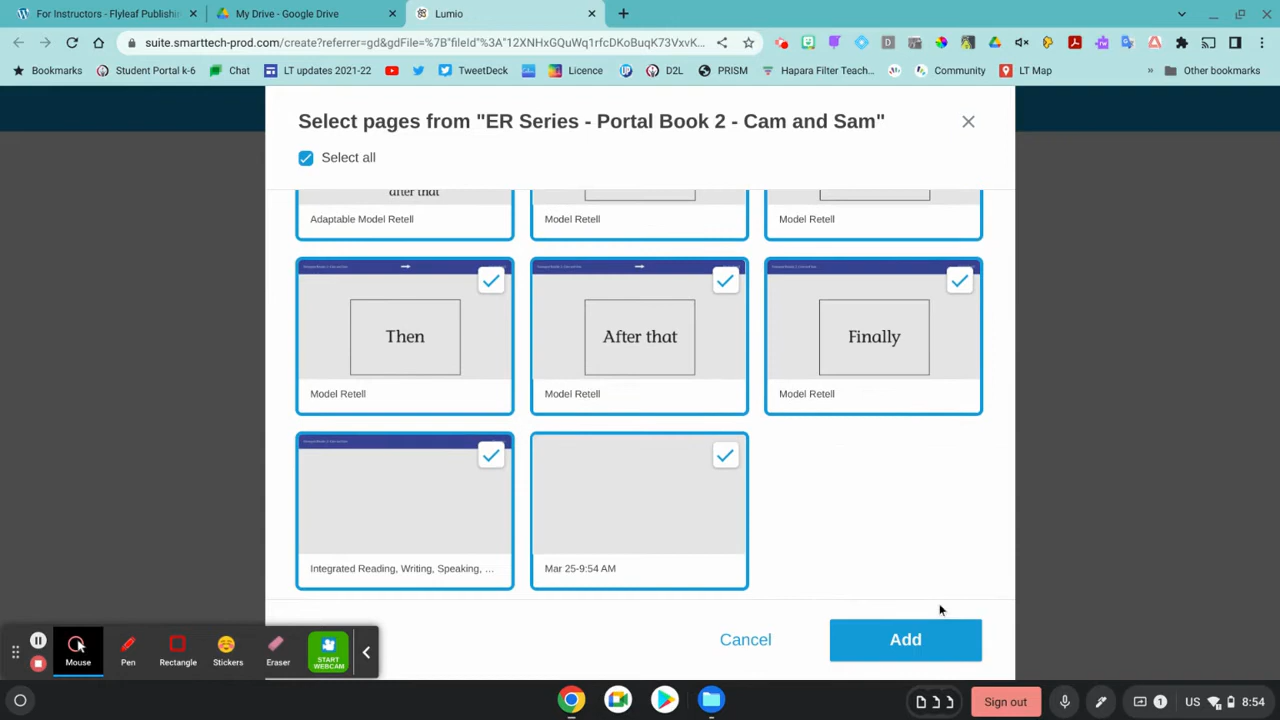 For Instructors - Flyleaf Publishin
My Drive - Google Drive
Lumio
suite.smarttech-prod.com/create?referrer=gd&gdFile=%7B"fileId"%3A"12XNHxGQuWq1rfcDKoBuqK73VxvK...
Bookmarks
Student Portal k-6
Chat
LT updates 2021-22
TweetDeck
Licence
D2L
PRISM
Hapara Filter Teach...
Community
LT Map
»
Other bookmarks
Select pages from "ER Series - Portal Book 2 - Cam and Sam"
Select all
after that
Adaptable Model Retell
Model Retell
Model Retell
Then
After that
Finally
Model Retell
Model Retell
Model Retell
Integrated Reading, Writing, Speaking, ...
Mar 25-9:54 AM
Cancel
Add
Mouse
Pen
Rectangle
Stickers
Eraser
START
WEBCAM
Sign out
1
US
8:54